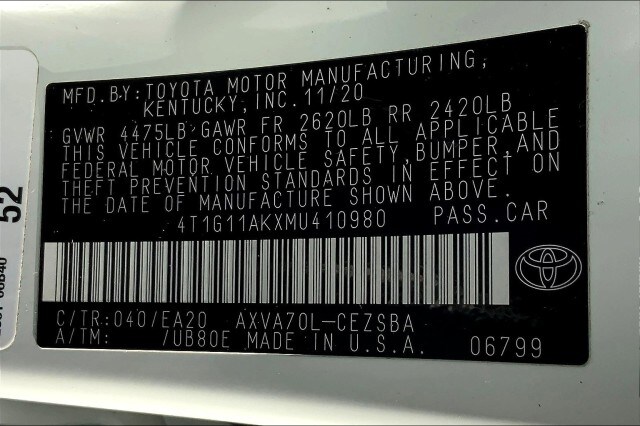 MFD. BY: TOYOTA MOTOR MANUFACTURING,
KENTUCKY, INC. 11/20
GVWR 4475LB GAWR FR 2620LB RR 2420LB
THIS VEHICLE CONFORMS TO ALL APPLICABLE
FEDERAL MOTOR VEHICLE SAFETY, BUMPER, AND
THEFT PREVENTION STANDARDS IN EFFECT ON
THE DATE OF MANUFACTURE SHOWN ABOVE.
4T1G11AKXMU410980 PASS. CAR
C/TR: 040/EA20 AXVA70L-CEZSBA
A/TM: /UB80E MADE IN U.S.A. 06799
52